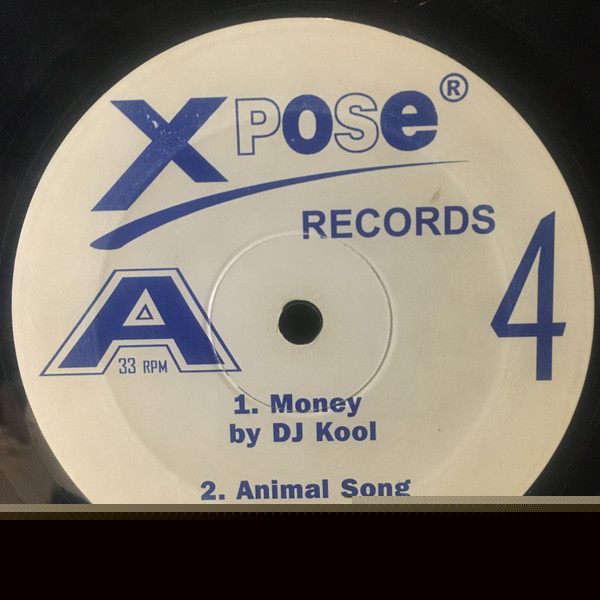 Xpose®
RECORDS
4
A
33 RPM
1. Money
by DJ Kool
2. Animal Song